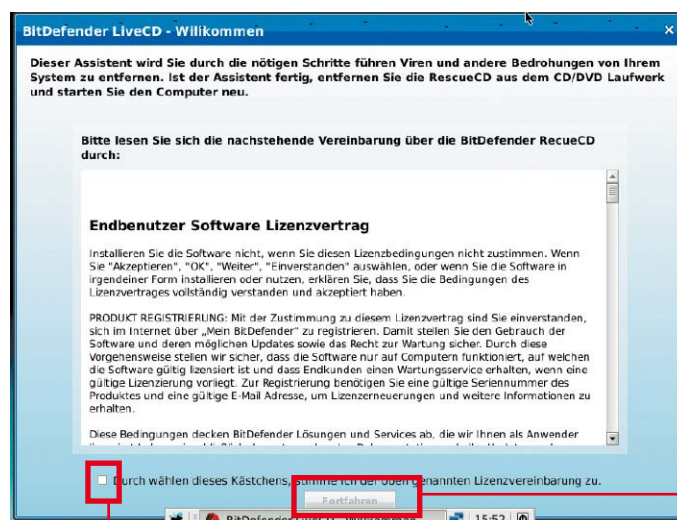 BitDefender LiveCD - Wilikommen
Dieser Assistent wird Sie durch die nötigen Schritte führen Viren und andere Bedrohungen von Ihrem
System zu entfernen. Ist der Assistent fertig, entfernen Sie die RescueCD aus dem CD/DVD Laufwerk
und starten Sie den Computer neu.
Bitte lesen Sie sich die nachstehende Vereinbarung über die BitDefender RecueCD
durch:
Endbenutzer Software Lizenzvertrag
Installieren Sie die Software nicht, wenn Sie diesen Lizenzbedingungen nicht zustimmen. Wenn
Sie "Akzeptieren", "OK", "Weiter", "Einverstanden" auswählen, oder wenn Sie die Software in
irgendeiner Form installieren oder nutzen, erklären Sie, dass Sie die Bedingungen des
Lizenzvertrages vollständig verstanden und akzeptiert haben.
PRODUKT REGISTRIERUNG: Mit der Zustimmung zu diesem Lizenzvertrag sind Sie einverstanden,
sich im Internet über „Mein BitDefender" zu registrieren. Damit stellen Sie den Gebrauch der
Software und deren möglichen Updates sowie das Recht zur Wartung sicher. Durch diese
Vorgehensweise stellen wir sicher, dass die Software nur auf Computern funktioniert, auf welchen
die Software gültig lizensiert ist und dass Endkunden einen Wartungsservice erhalten, wenn eine
gültige Lizenzierung vorliegt. Zur Registrierung benötigen Sie eine gültige Seriennummer des
Produktes und eine gültige E-Mail Adresse, um Lizenzerneuerungen und weitere Informationen zu
erhalten.
Diese Bedingungen decken BitDefender Lösungen und Services ab, die wir Ihnen als Anwender
Durch wählen dieses Kästchens, stimme ich der oben genannten Lizenzvereinbarung zu.
Fortfahren
15:52